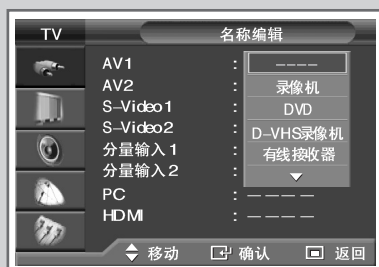 TV 名称编辑
AV1 : ----
AV2 : 录像机
S-Video1 : DVD
S-Video2 : D-VHS录像机
分量输入1 : 有线接收器
分量输入2 :
PC : ----
HDMI : ----
移动 确认 返回